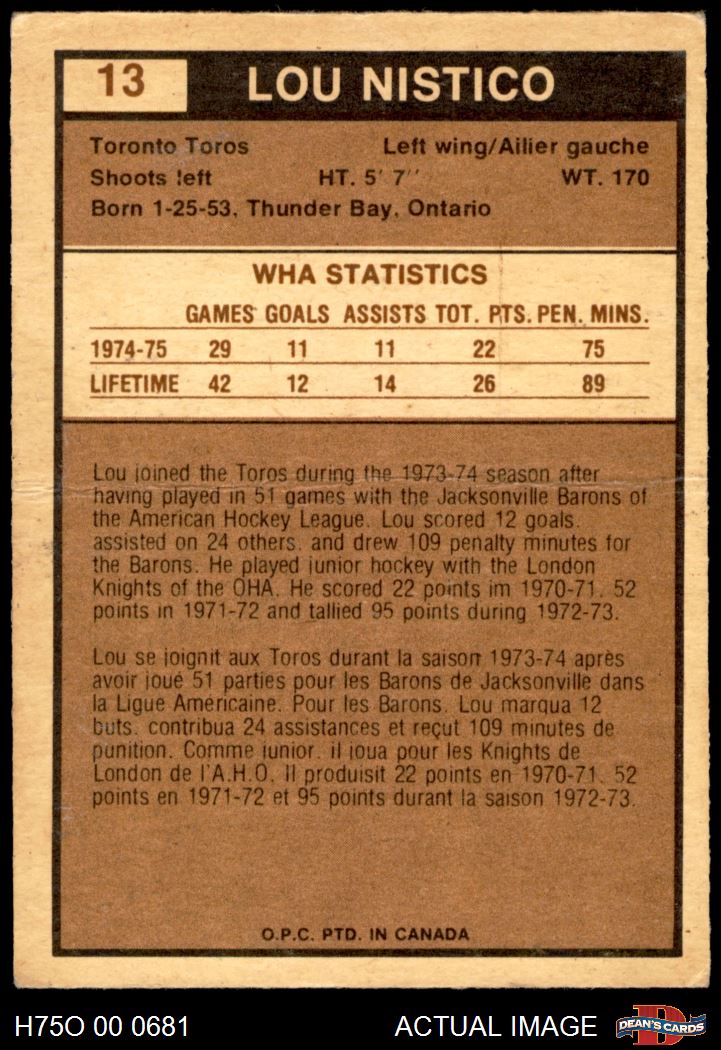 13 LOU NISTICO
Toronto Toros Left wing/Ailier gauche
Shoots left HT. 5' 7'' WT. 170
Born 1-25-53, Thunder Bay, Ontario
WHA STATISTICS
GAMES GOALS ASSISTS TOT. PTS. PEN. MINS.
1974-75 29 11 11 22 75
LIFETIME 42 12 14 26 89
Lou joined the Toros during the 1973-74 season after
having played in 51 games with the Jacksonville Barons of
the American Hockey League. Lou scored 12 goals,
assisted on 24 others, and drew 109 penalty minutes for
the Barons. He played junior hockey with the London
Knights of the OHA. He scored 22 points im 1970-71, 52
points in 1971-72 and tallied 95 points during 1972-73.
Lou se joignit aux Toros durant la saison 1973-74 après
avoir joué 51 parties pour les Barons de Jacksonville dans
la Ligue Américaine. Pour les Barons, Lou marqua 12
buts, contribua 24 assistances et reçut 109 minutes de
punition. Comme junior, il joua pour les Knights de
London de l'A.H.O. Il produisit 22 points en 1970-71, 52
points en 1971-72 et 95 points durant la saison 1972-73.
O.P.C. PTD. IN CANADA
H75O 00 0681 ACTUAL IMAGE DEAN'S CARDS